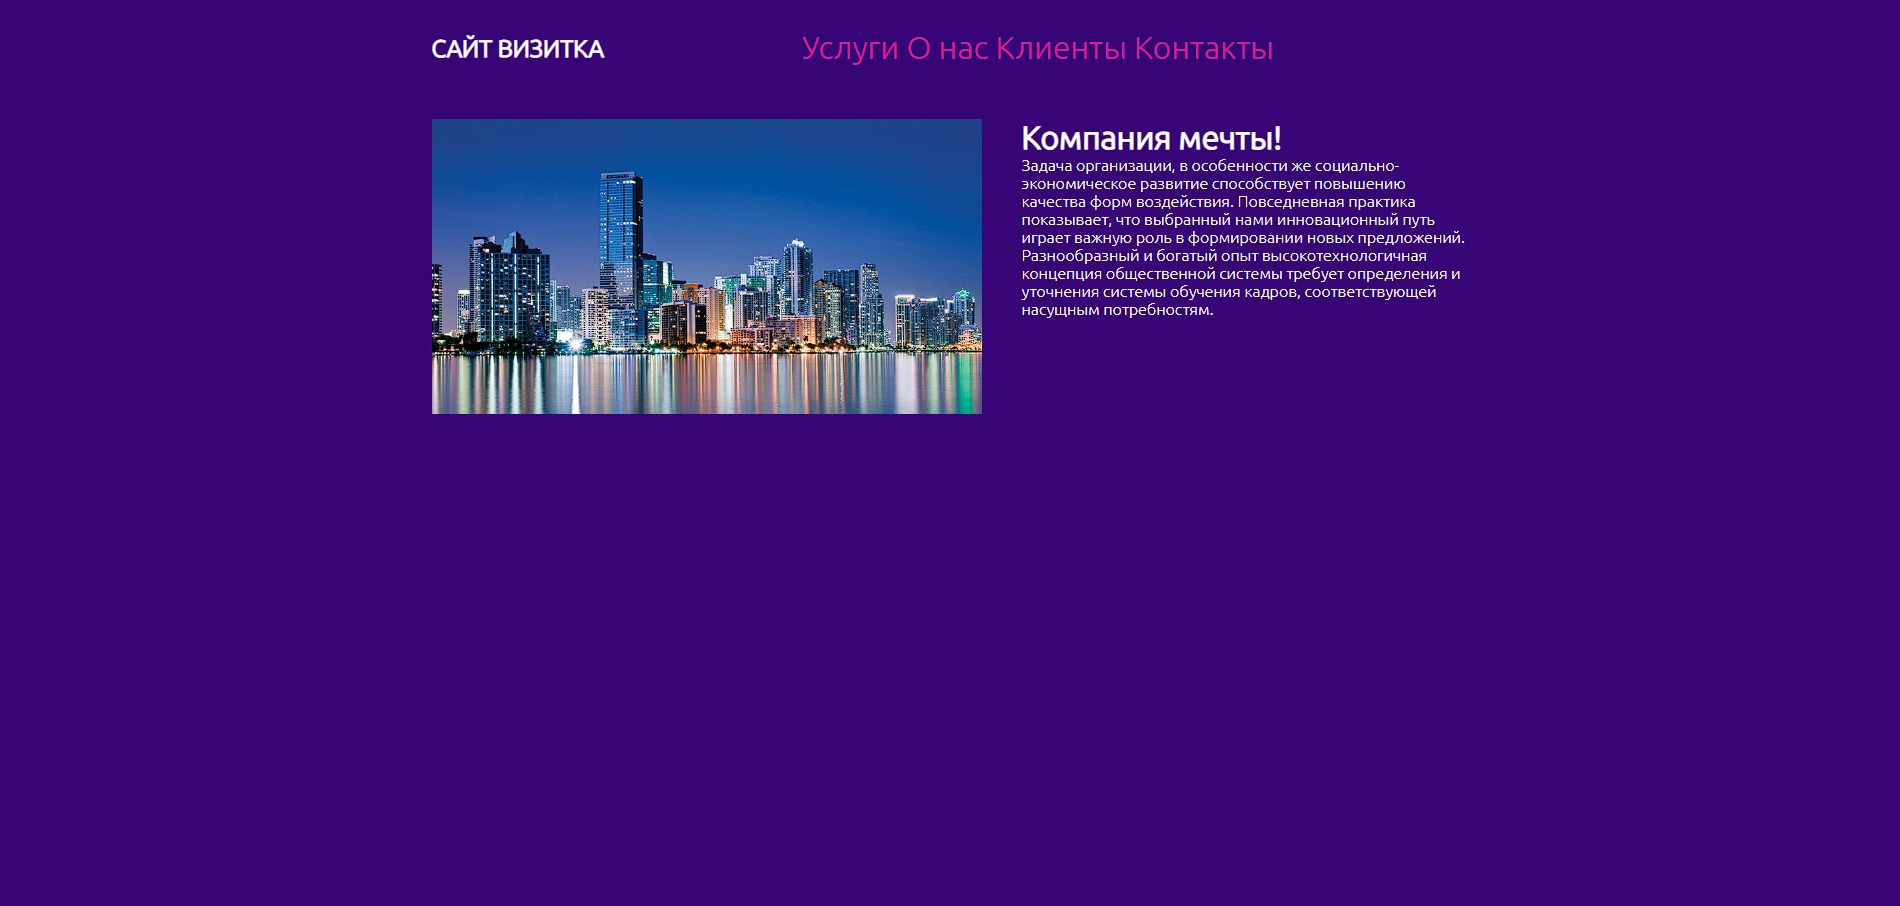 САЙТ ВИЗИТКА
Услуги О нас Клиенты Контакты
Компания мечты!
Задача организации, в особенности же социально-
экономическое развитие способствует повышению
качества форм воздействия. Повседневная практика
показывает, что выбранный нами инновационный путь
играет важную роль в формировании новых предложений.
Разнообразный и богатый опыт высокотехнологичная
концепция общественной системы требует определения и
уточнения системы обучения кадров, соответствующей
насущным потребностям.